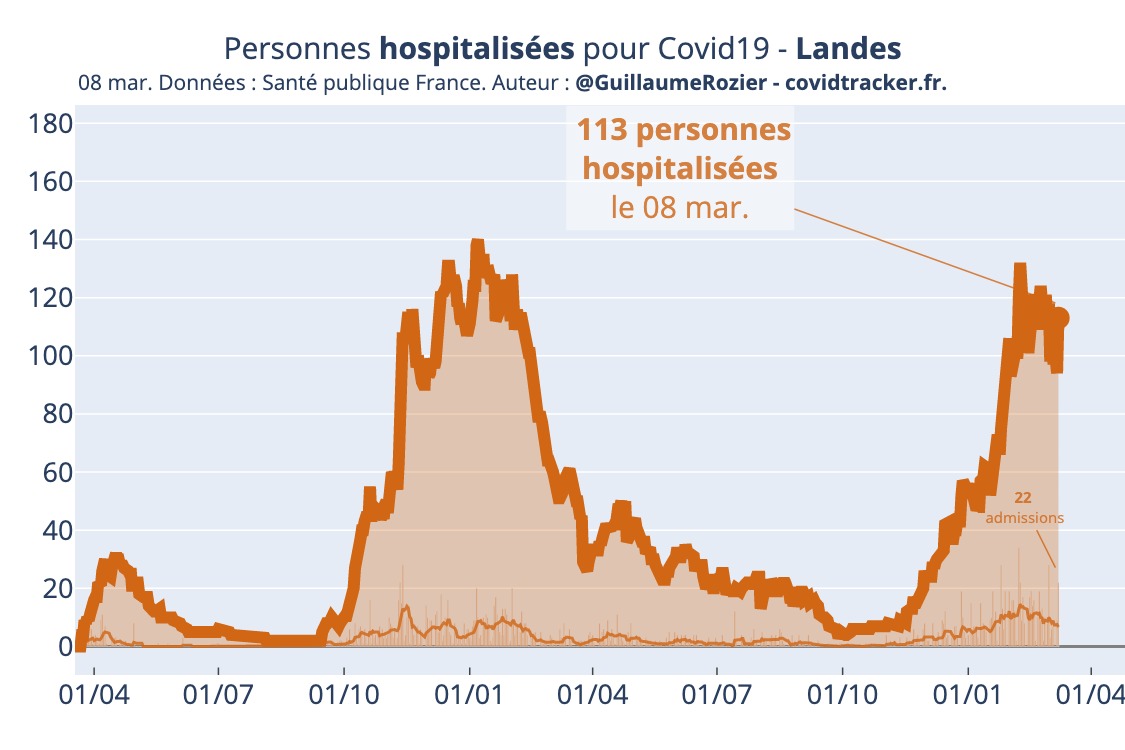 Personnes hospitalisées pour Covid19 - Landes
08 mar. Données : Santé publique France. Auteur : @GuillaumeRozier - covidtracker.fr.
180
113 personnes
hospitalisées
le 08 mar.
160
140
120
100
80
60
22
admissions
40
20
0
01/04 01/07 01/10 01/01 01/04 01/07 01/10 01/01 01/04